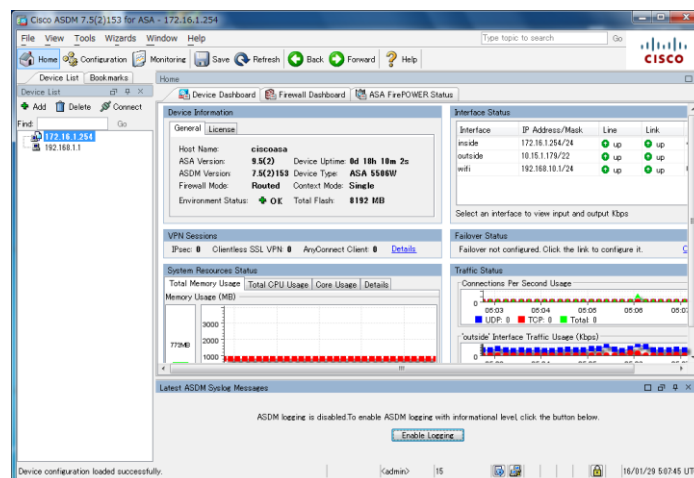 Cisco ASDM 7.5(2)153 for ASA - 172.16.1.254
File View Tools Wizards Window Help
Type topic to search Go
Home Configuration Monitoring Save Refresh Back Forward Help
CISCO
Device List Bookmarks
Device List
Add Delete Connect
Find: Go
172.16.1.254
192.168.1.1
Home
Device Dashboard Firewall Dashboard ASA FirePOWER Status
Device Information
General License
Host Name: ciscoasa
ASA Version: 9.5(2) Device Uptime: 0d 18h 10m 2s
ASDM Version: 7.5(2)153 Device Type: ASA 5506W
Firewall Mode: Routed Context Mode: Single
Environment Status: OK Total Flash: 8192 MB
Interface Status
Interface IP Address/Mask Line Link
inside 172.16.1.254/24 up up
outside 10.15.1.179/22 up up
wifi 192.168.10.1/24 up up
Select an interface to view input and output Kbps
VPN Sessions
IPsec: 0 Clientless SSL VPN: 0 AnyConnect Client: 0 Details
Failover Status
Failover not configured. Click the link to configure it. C
System Resources Status
Total Memory Usage Total CPU Usage Core Usage Details
Memory Usage (MB)
773MB
3000
2000
1000
Traffic Status
Connections Per Second Usage
0
05:03 05:04 05:05 05:06 05:07
UDP: 0 TCP: 0 Total: 0
'outside' Interface Traffic Usage (Kbps)
0
Latest ASDM Syslog Messages
ASDM logging is disabled.To enable ASDM logging with informational level, click the button below.
Enable Logging
Device configuration loaded successfully.
<admin> 15 16/01/29 5:07:45 UT